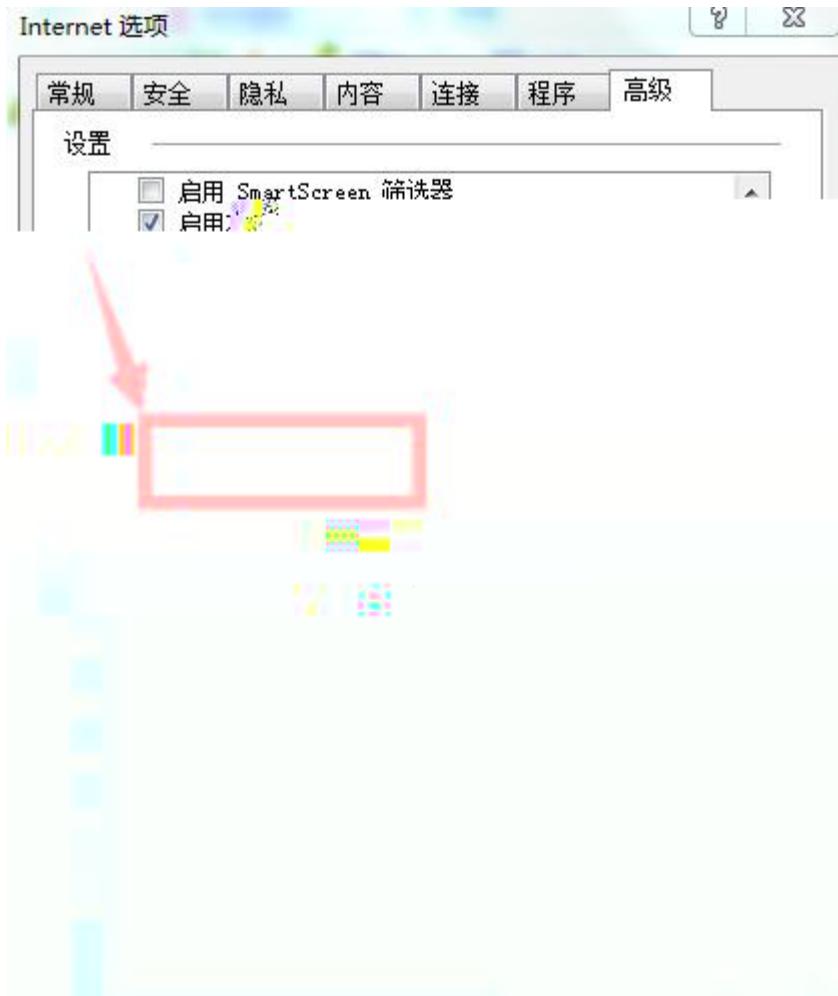 Internet 选项
常规 安全 隐私 内容 连接 程序 高级
设置
启用 SmartScreen 筛选器
启用